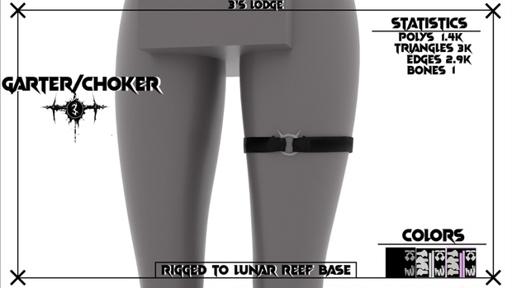 3'S LODGE
STATISTICS
POLYS 1.4K
TRIANGLES 3K
EDGES 2.9K
BONES 1
GARTER/CHOKER
COLORS
RIGGED TO LUNAR REEF BASE